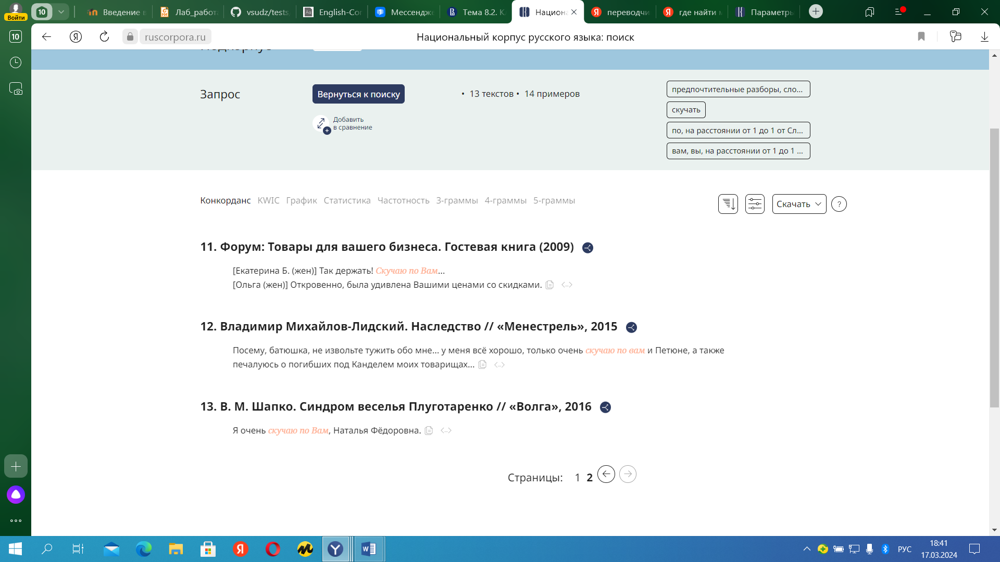 Войти
10
Введение в
Лаб_работ
vsudz/tests
English-Cor
Мессендже
Тема 8.2. К
Национа
переводчи
где найти
Параметры
10
ruscorpora.ru
Национальный корпус русского языка: поиск
Запрос
Вернуться к поиску
• 13 текстов • 14 примеров
предпочтительные разборы, сло...
Добавить
в сравнение
скучать
по, на расстоянии от 1 до 1 от Сл...
вам, вы, на расстоянии от 1 до 1 ...
Конкорданс KWIC График Статистика Частотность 3-граммы 4-граммы 5-граммы
Скачать
?
11. Форум: Товары для вашего бизнеса. Гостевая книга (2009)
[Екатерина Б. (жен)] Так держать! Скучаю по Вам...
[Ольга (жен)] Откровенно, была удивлена Вашими ценами со скидками.
12. Владимир Михайлов-Лидский. Наследство // «Менестрель», 2015
Посему, батюшка, не извольте тужить обо мне... у меня всё хорошо, только очень скучаю по вам и Петюне, а также
печалуюсь о погибших под Канделем моих товарищах...
13. В. М. Шапко. Синдром веселья Плуготаренко // «Волга», 2016
Я очень скучаю по Вам, Наталья Фёдоровна.
Страницы: 1 2
РУС
18:41
17.03.2024